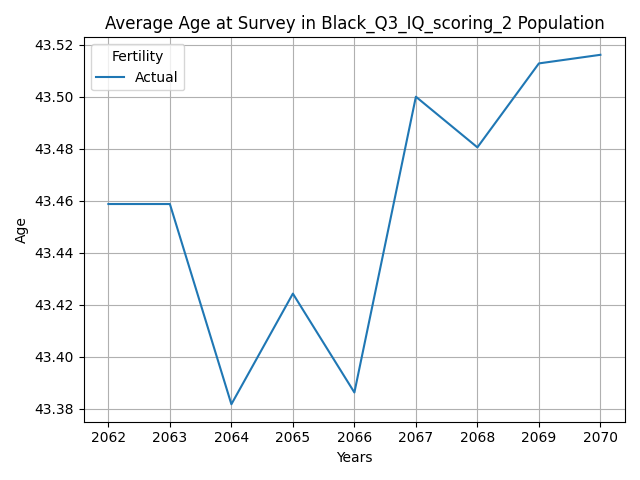 Average Age at Survey in Black_Q3_IQ_scoring_2 Population
Fertility
Actual
43.52
43.50
43.48
43.46
43.44
43.42
43.40
43.38
Age
2062 2063 2064 2065 2066 2067 2068 2069 2070
Years